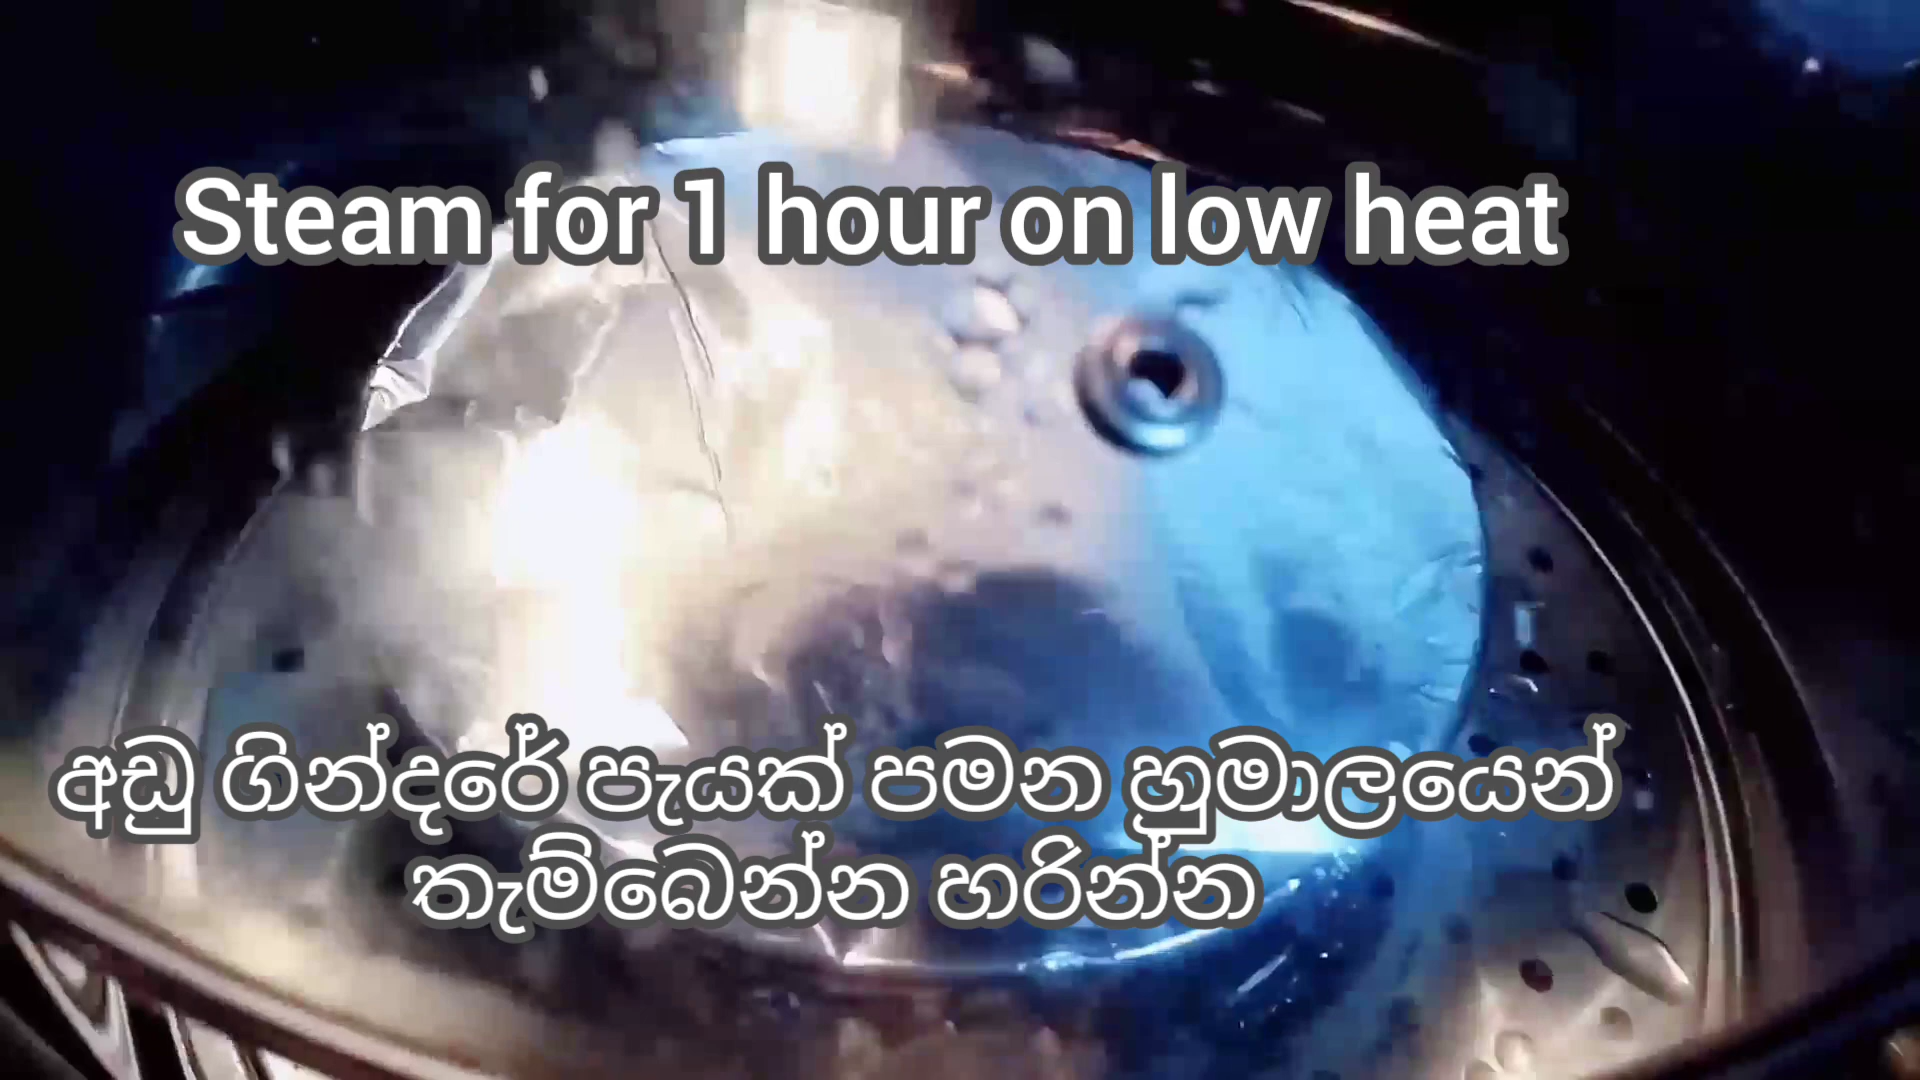 Steam for 1 hour on low heat
අඩු ගින්දරේ පැයක් පමන හුමාලයෙන්
තැම්බෙන්න හරින්න